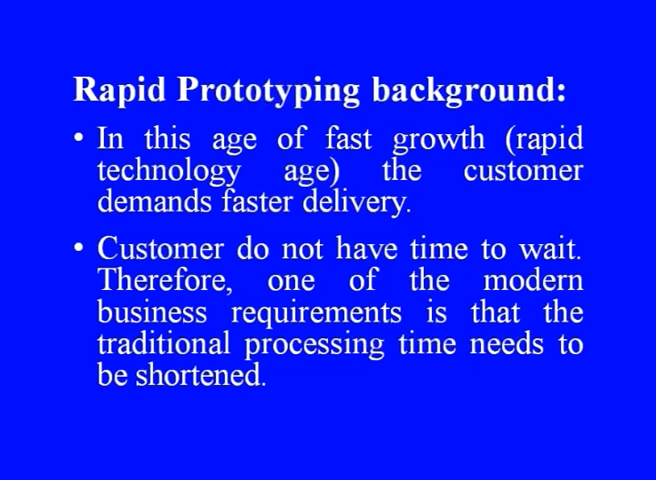 Rapid Prototyping background:
• In this age of fast growth (rapid
technology age) the customer
demands faster delivery.
• Customer do not have time to wait.
Therefore, one of the modern
business requirements is that the
traditional processing time needs to
be shortened.